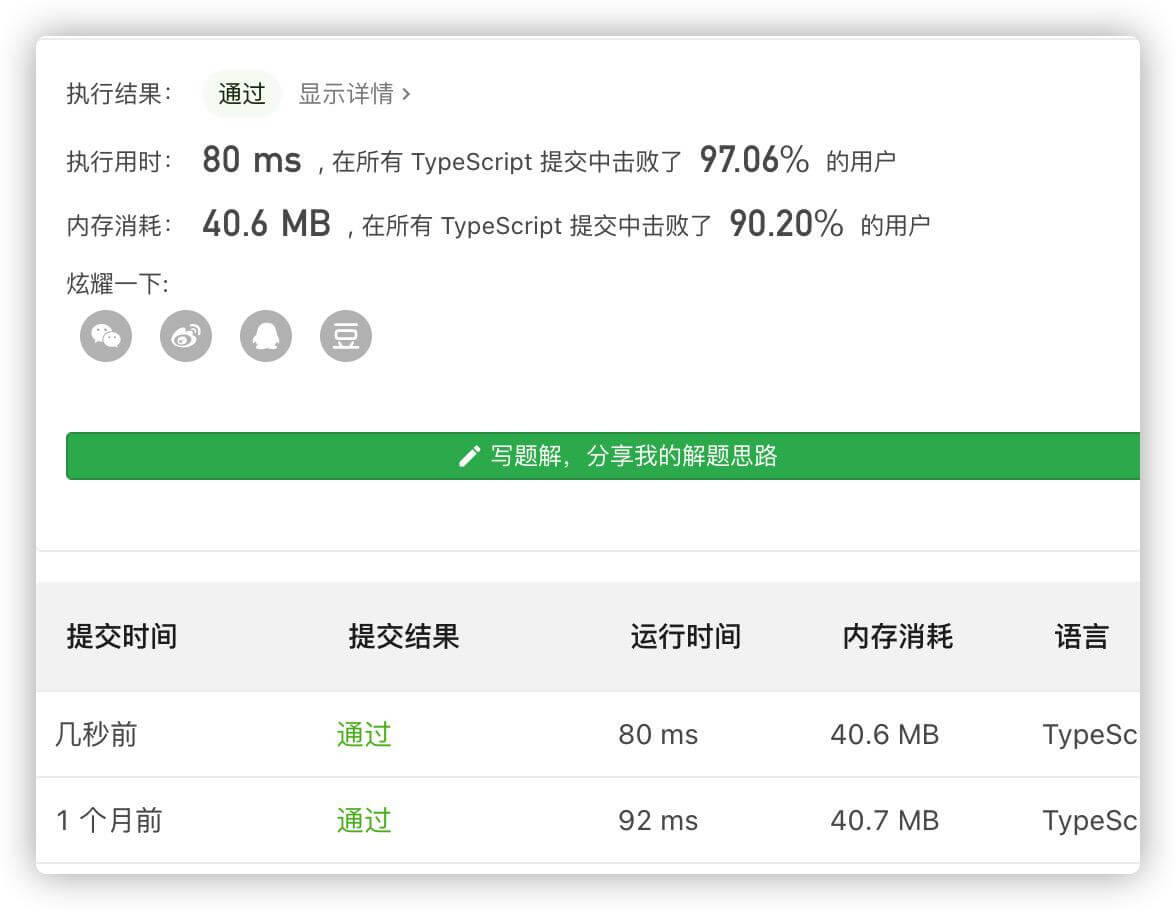 执行结果： 通过 显示详情 ›
执行用时： 80 ms , 在所有 TypeScript 提交中击败了 97.06% 的用户
内存消耗： 40.6 MB , 在所有 TypeScript 提交中击败了 90.20% 的用户
炫耀一下:
豆
写题解，分享我的解题思路
提交时间 提交结果 运行时间 内存消耗 语言
几秒前 通过 80 ms 40.6 MB TypeSc
1 个月前 通过 92 ms 40.7 MB TypeSc